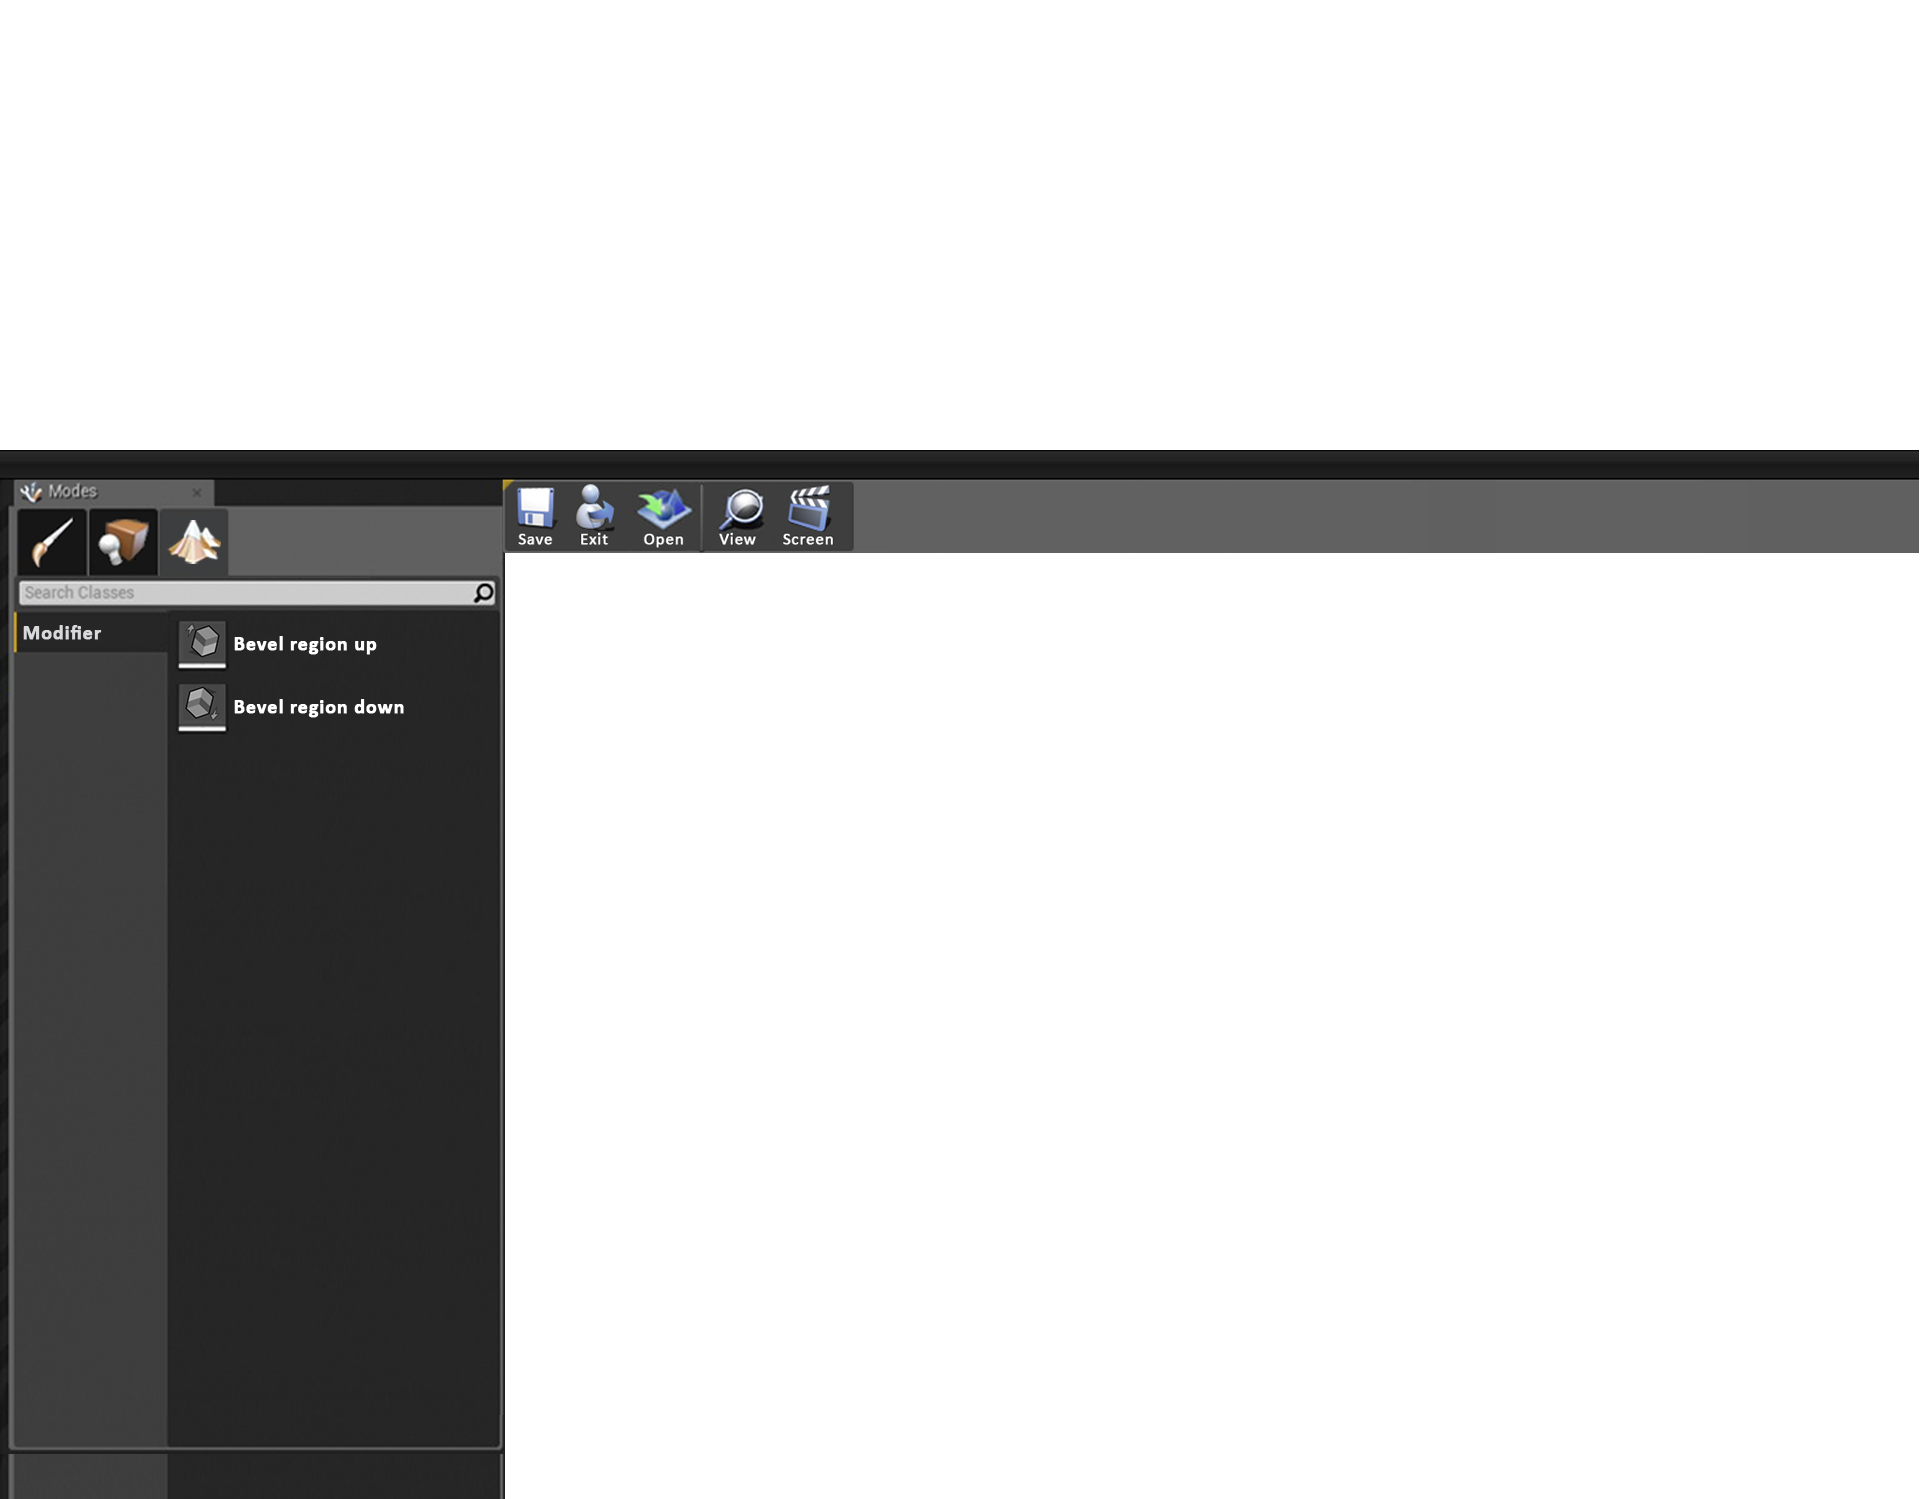 Modes
Save
Exit
Open
View
Screen
Search Classes
Modifier
Bevel region up
Bevel region down